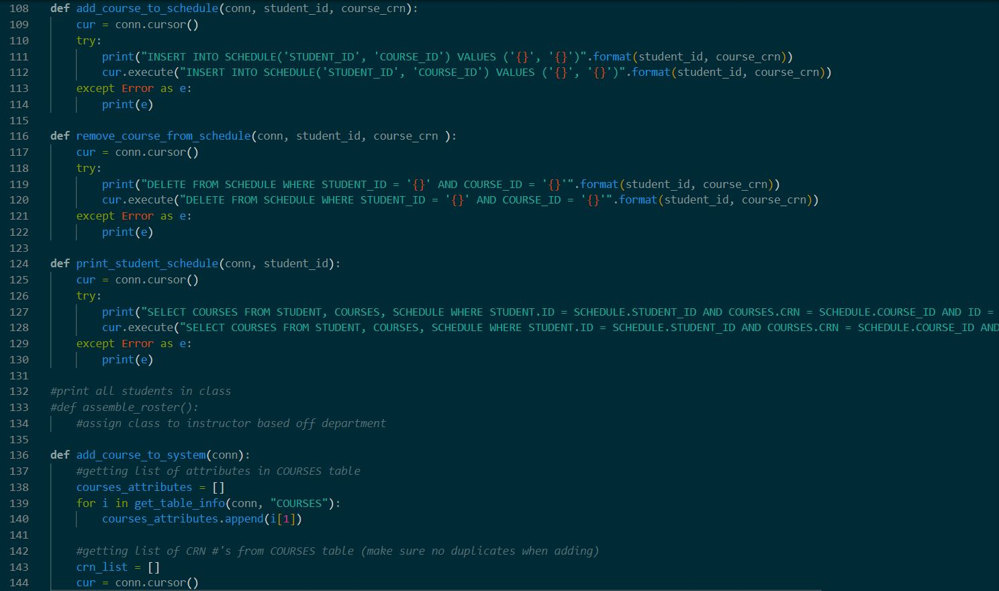 108 def add_course_to_schedule(conn, student_id, course_crn):
109 cur = conn.cursor()
110 try:
111 print("INSERT INTO SCHEDULE('STUDENT_ID', 'COURSE_ID') VALUES ('{}', '{}')".format(student_id, course_crn))
112 cur.execute("INSERT INTO SCHEDULE('STUDENT_ID', 'COURSE_ID') VALUES ('{}', '{}')".format(student_id, course_crn))
113 except Error as e:
114 print(e)
115
116 def remove_course_from_schedule(conn, student_id, course_crn ):
117 cur = conn.cursor()
118 try:
119 print("DELETE FROM SCHEDULE WHERE STUDENT_ID = '{}' AND COURSE_ID = '{}'".format(student_id, course_crn))
120 cur.execute("DELETE FROM SCHEDULE WHERE STUDENT_ID = '{}' AND COURSE_ID = '{}'".format(student_id, course_crn))
121 except Error as e:
122 print(e)
123
124 def print_student_schedule(conn, student_id):
125 cur = conn.cursor()
126 try:
127 print("SELECT COURSES FROM STUDENT, COURSES, SCHEDULE WHERE STUDENT.ID = SCHEDULE.STUDENT_ID AND COURSES.CRN = SCHEDULE.COURSE_ID AND ID =
128 cur.execute("SELECT COURSES FROM STUDENT, COURSES, SCHEDULE WHERE STUDENT.ID = SCHEDULE.STUDENT_ID AND COURSES.CRN = SCHEDULE.COURSE_ID AND
129 except Error as e:
130 print(e)
131
132 #print all students in class
133 #def assemble_roster():
134 #assign class to instructor based off department
135
136 def add_course_to_system(conn):
137 #getting list of attributes in COURSES table
138 courses_attributes = []
139 for i in get_table_info(conn, "COURSES"):
140 courses_attributes.append(i[1])
141
142 #getting list of CRN #'s from COURSES table (make sure no duplicates when adding)
143 crn_list = []
144 cur = conn.cursor()